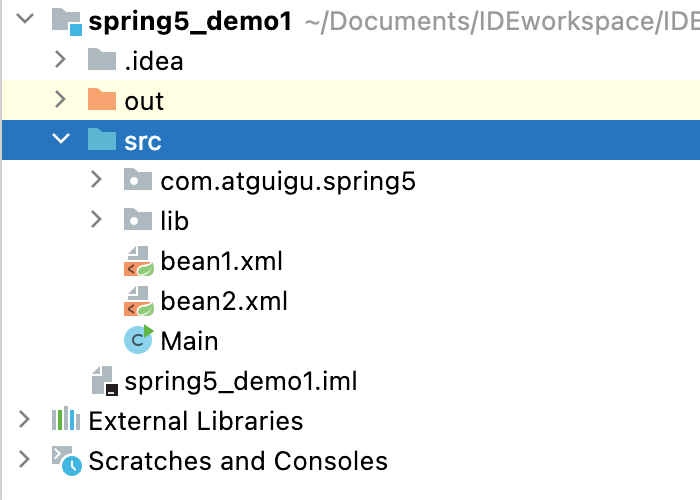 spring5_demo1 ~/Documents/IDEworkspace/IDE
.idea
out
src
com.atguigu.spring5
lib
bean1.xml
bean2.xml
Main
spring5_demo1.iml
External Libraries
Scratches and Consoles